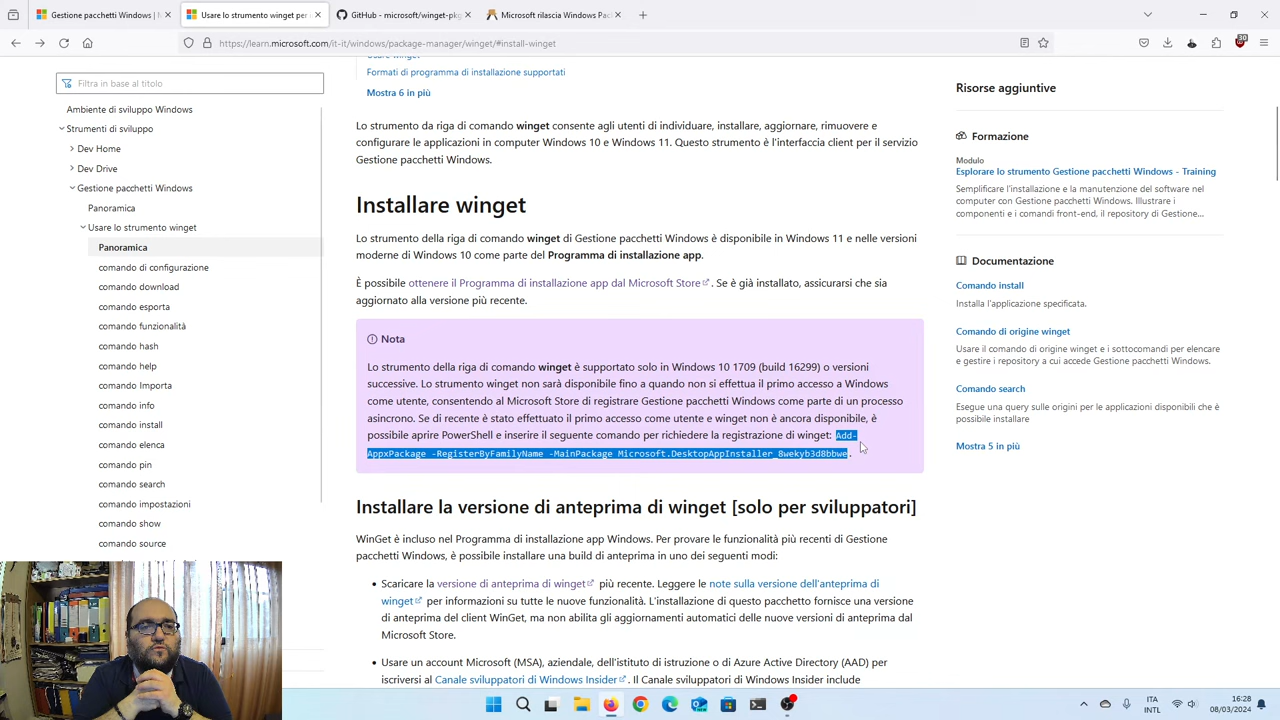 Gestione pacchetti Windows | M
Usare lo strumento winget per i
GitHub - microsoft/winget-pkg
Microsoft rilascia Windows Pac
https://learn.microsoft.com/it-it/windows/package-manager/winget/#install-winget
Filtra in base al titolo
Ambiente di sviluppo Windows
Strumenti di sviluppo
Dev Home
Dev Drive
Gestione pacchetti Windows
Panoramica
Usare lo strumento winget
Panoramica
comando di configurazione
comando download
comando esporta
comando funzionalità
comando hash
comando help
comando Importa
comando info
comando install
comando elenca
comando pin
comando search
comando impostazioni
comando show
comando source
Usare winget
Formati di programma di installazione supportati
Mostra 6 in più
Lo strumento da riga di comando winget consente agli utenti di individuare, installare, aggiornare, rimuovere e
configurare le applicazioni in computer Windows 10 e Windows 11. Questo strumento è l'interfaccia client per il servizio
Gestione pacchetti Windows.
Installare winget
Lo strumento della riga di comando winget di Gestione pacchetti Windows è disponibile in Windows 11 e nelle versioni
moderne di Windows 10 come parte del Programma di installazione app.
È possibile ottenere il Programma di installazione app dal Microsoft Store. Se è già installato, assicurarsi che sia
aggiornato alla versione più recente.
Nota
Lo strumento della riga di comando winget è supportato solo in Windows 10 1709 (build 16299) o versioni
successive. Lo strumento winget non sarà disponibile fino a quando non si effettua il primo accesso a Windows
come utente, consentendo al Microsoft Store di registrare Gestione pacchetti Windows come parte di un processo
asincrono. Se di recente è stato effettuato il primo accesso come utente e winget non è ancora disponibile, è
possibile aprire PowerShell e inserire il seguente comando per richiedere la registrazione di winget: Add-
AppxPackage -RegisterByFamilyName -MainPackage Microsoft.DesktopAppInstaller_8wekyb3d8bbwe.
Installare la versione di anteprima di winget [solo per sviluppatori]
WinGet è incluso nel Programma di installazione app Windows. Per provare le funzionalità più recenti di Gestione
pacchetti Windows, è possibile installare una build di anteprima in uno dei seguenti modi:
• Scaricare la versione di anteprima di winget più recente. Leggere le note sulla versione dell'anteprima di
winget per informazioni su tutte le nuove funzionalità. L'installazione di questo pacchetto fornisce una versione
di anteprima del client WinGet, ma non abilita gli aggiornamenti automatici delle nuove versioni di anteprima dal
Microsoft Store.
• Usare un account Microsoft (MSA), aziendale, dell'istituto di istruzione o di Azure Active Directory (AAD) per
iscriversi al Canale sviluppatori di Windows Insider. Il Canale sviluppatori di Windows Insider include
Risorse aggiuntive
Formazione
Modulo
Esplorare lo strumento Gestione pacchetti Windows - Training
Semplificare l'installazione e la manutenzione del software nel
computer con Gestione pacchetti Windows. Illustrare i
componenti e i comandi front-end, il repository di Gestione...
Documentazione
Comando install
Installa l'applicazione specificata.
Comando di origine winget
Usare il comando di origine winget e i sottocomandi per elencare
e gestire i repository a cui accede Gestione pacchetti Windows.
Comando search
Esegue una query sulle origini per le applicazioni disponibili che è
possibile installare
Mostra 5 in più
ITA
INTL
16:28
08/03/2024